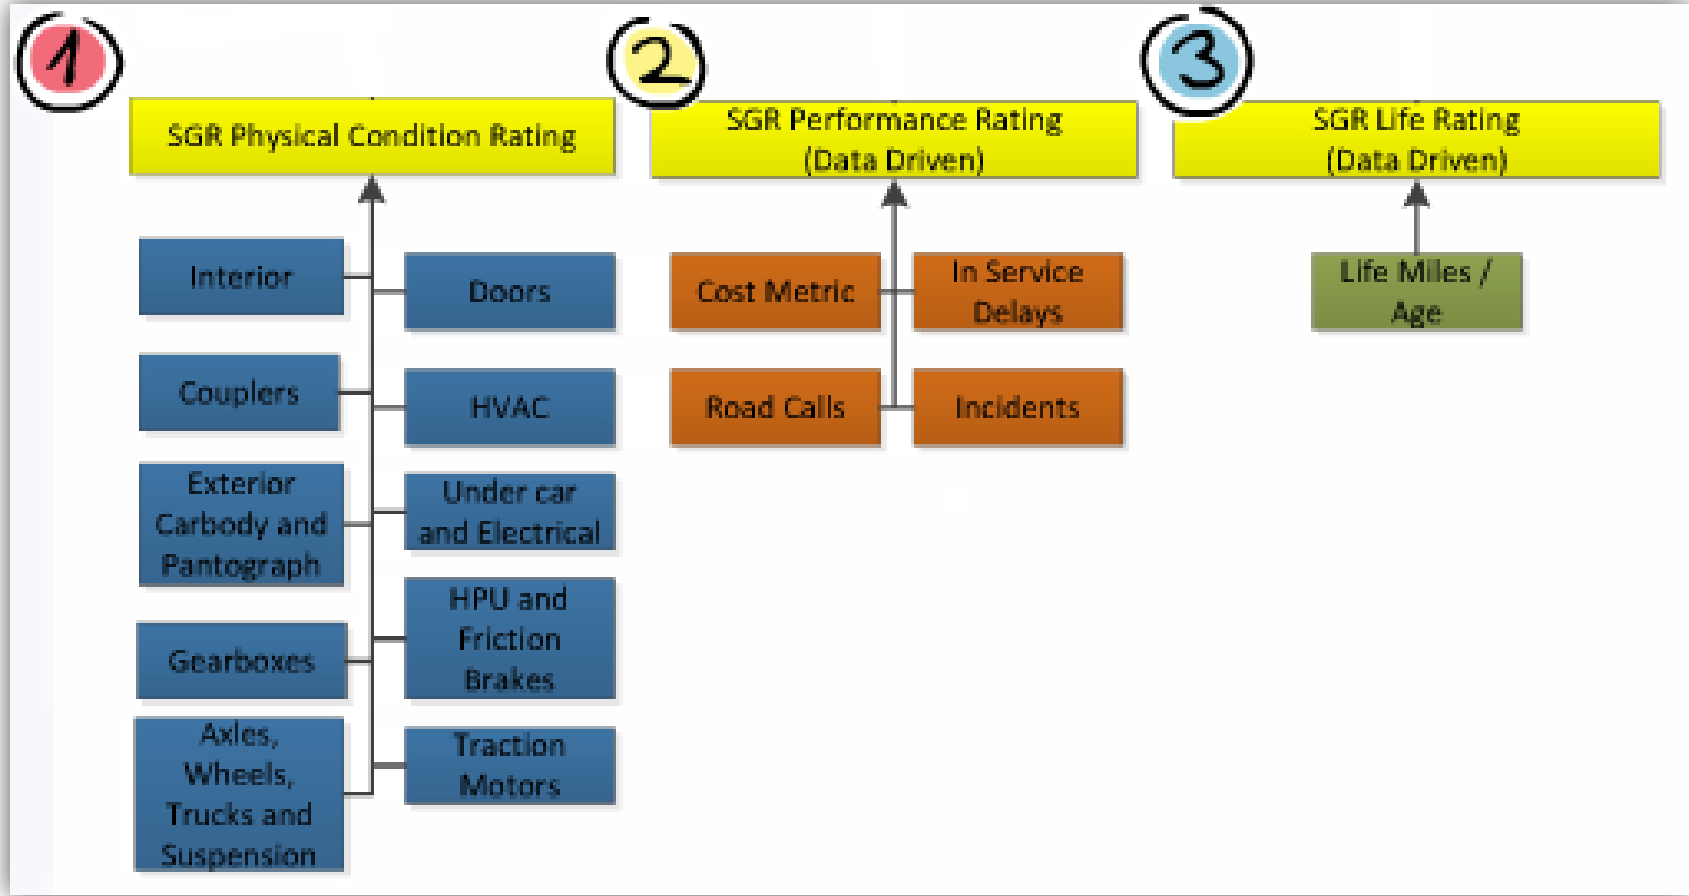 1
SGR Physical Condition Rating
Interior
Doors
Couplers
HVAC
Exterior
Carbody and
Pantograph
Under car
and Electrical
Gearboxes
HPU and
Friction
Brakes
Axles,
Wheels,
Trucks and
Suspension
Traction
Motors
2
SGR Performance Rating
(Data Driven)
Cost Metric
In Service
Delays
Road Calls
Incidents
3
SGR Life Rating
(Data Driven)
Life Miles /
Age